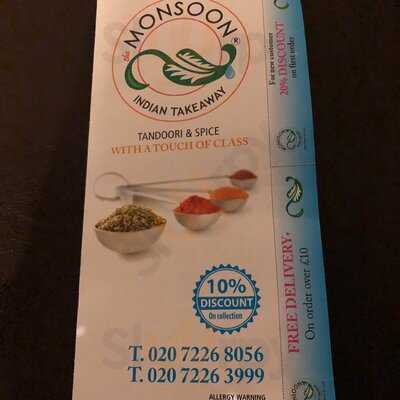 the MONSOON®
INDIAN TAKEAWAY
TANDOORI & SPICE
WITH A TOUCH OF CLASS
10%
DISCOUNT
On collection
T. 020 7226 8056
T. 020 7226 3999
ALLERGY WARNING
For new customer
20% DISCOUNT
on first order
FREE DELIVERY*
On order over £10